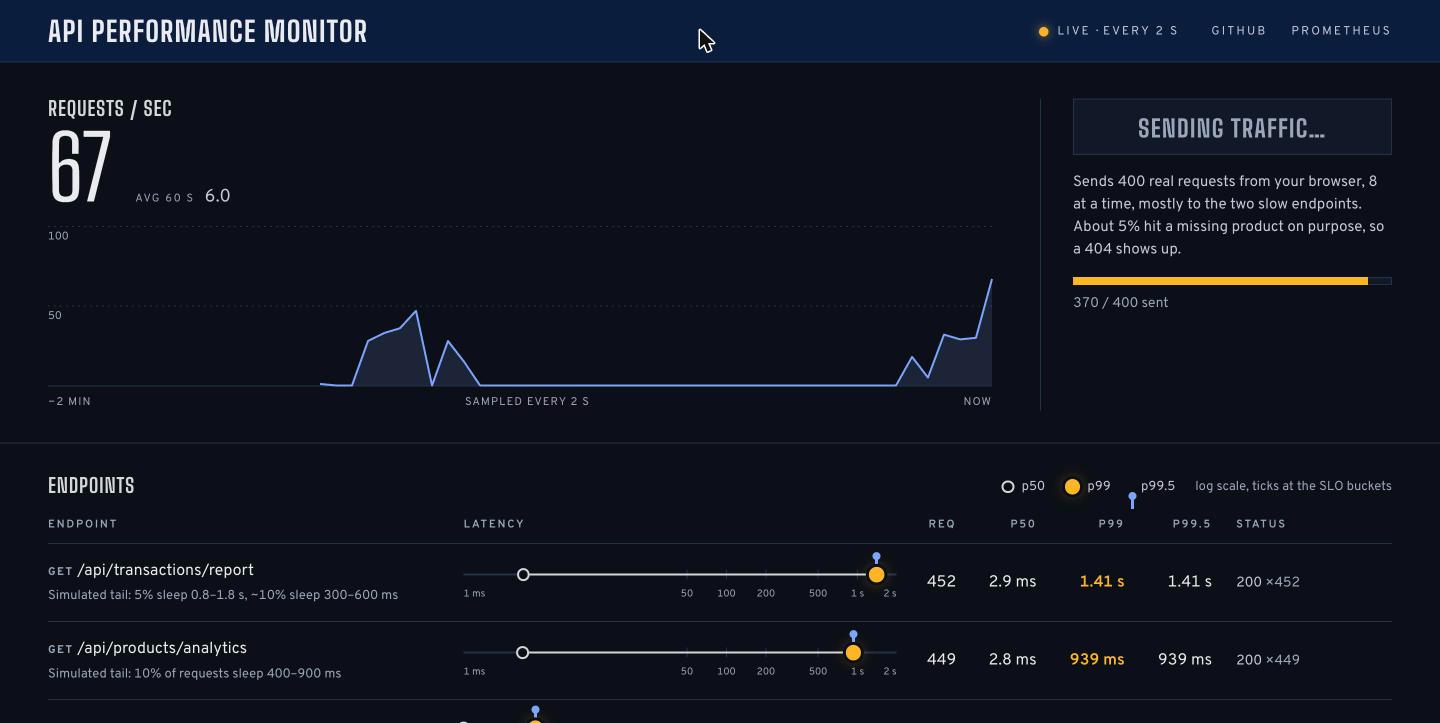 API PERFORMANCE MONITOR
LIVE · EVERY 2 S
GITHUB
PROMETHEUS
REQUESTS / SEC
67
AVG 60 S 6.0
100
50
−2 MIN
SAMPLED EVERY 2 S
NOW
SENDING TRAFFIC…
Sends 400 real requests from your browser, 8
at a time, mostly to the two slow endpoints.
About 5% hit a missing product on purpose, so
a 404 shows up.
370 / 400 sent
ENDPOINTS
p50 p99 p99.5 log scale, ticks at the SLO buckets
ENDPOINT LATENCY REQ P50 P99 P99.5 STATUS
GET /api/transactions/report
Simulated tail: 5% sleep 0.8–1.8 s, ~10% sleep 300–600 ms
1 ms 50 100 200 500 1 s 2 s
452 2.9 ms 1.41 s 1.41 s 200 ×452
GET /api/products/analytics
Simulated tail: 10% of requests sleep 400–900 ms
1 ms 50 100 200 500 1 s 2 s
449 2.8 ms 939 ms 939 ms 200 ×449